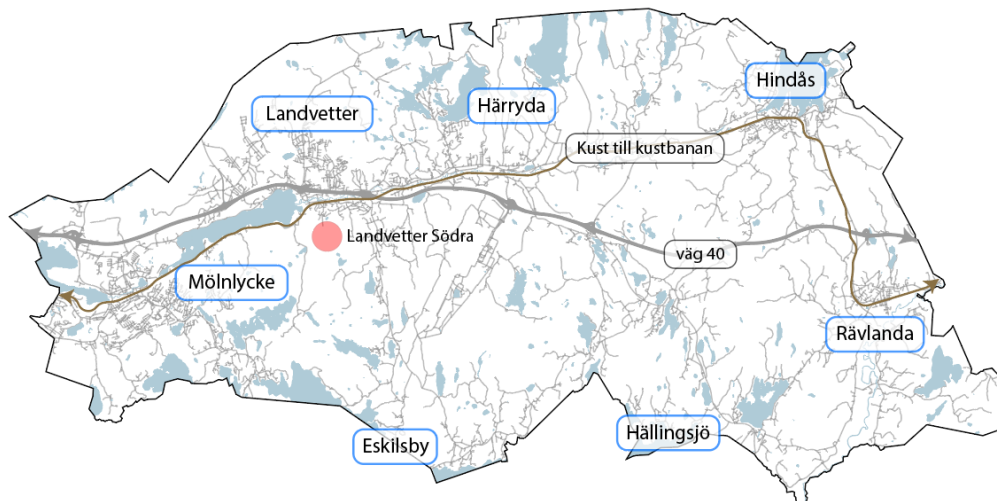 Hindås
Landvetter
Härryda
Kust till kustbanan
Landvetter Södra
väg 40
Mölnlycke
Rävlanda
Eskilsby
Hällingsjö